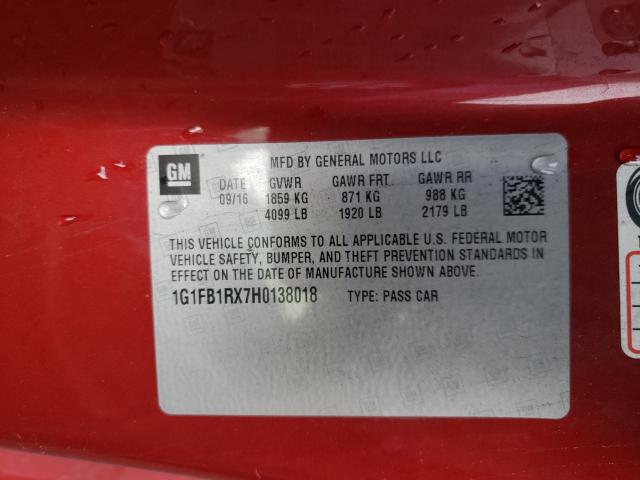 GM
MFD BY GENERAL MOTORS LLC
DATE GVWR GAWR FRT GAWR RR
09/16 1859 KG 871 KG 988 KG
4099 LB 1920 LB 2179 LB
THIS VEHICLE CONFORMS TO ALL APPLICABLE U.S. FEDERAL MOTOR
VEHICLE SAFETY, BUMPER, AND THEFT PREVENTION STANDARDS
IN EFFECT ON THE DATE OF MANUFACTURE SHOWN ABOVE.
1G1FB1RX7H0138018 TYPE: PASS CAR